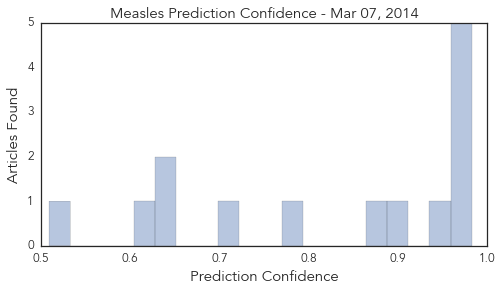 Measles Prediction Confidence - Mar 07, 2014
5
4
3
2
1
0
Articles Found
0.5 0.6 0.7 0.8 0.9 1.0
Prediction Confidence